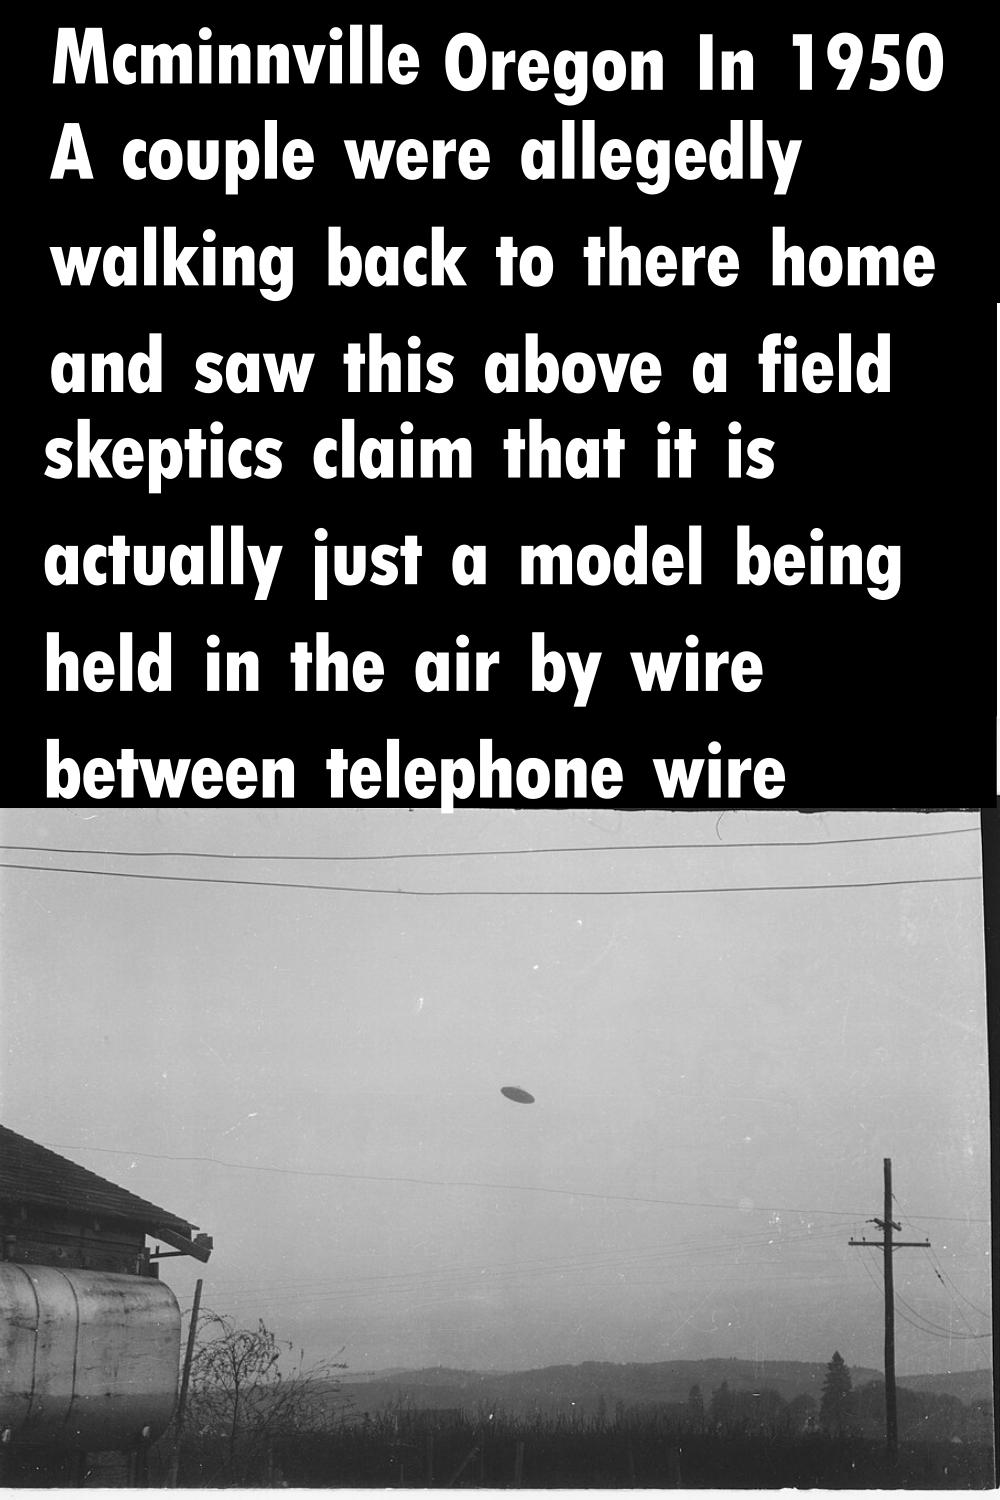 Mcminnville Oregon In 1950
A couple were allegedly
walking back to there home
and saw this above a field
skeptics claim that it is
actually just a model being
held in the air by wire
between telephone wire